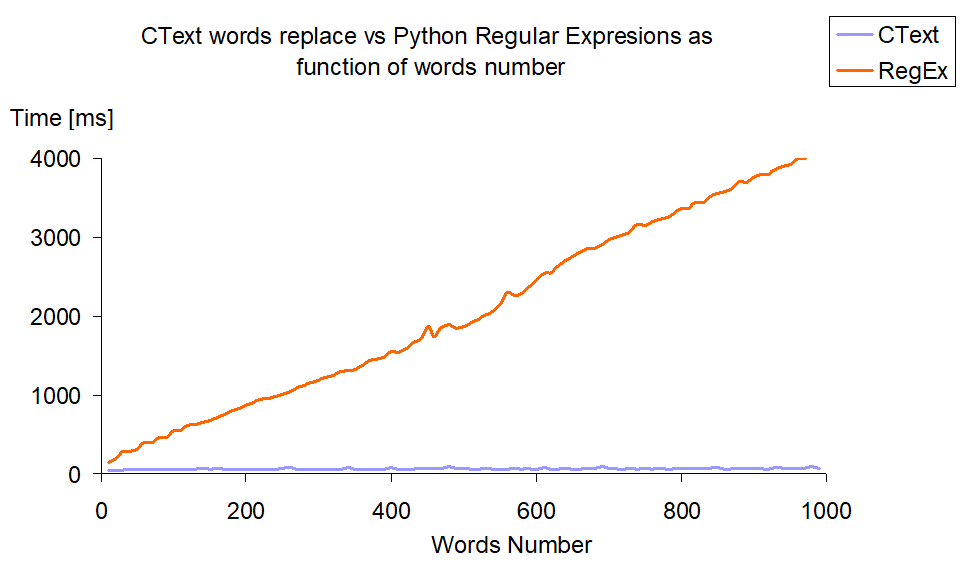 CText words replace vs Python Regular Expresions as
function of words number
CText
RegEx
Time [ms]
4000
3000
2000
1000
0
0 200 400 600 800 1000
Words Number